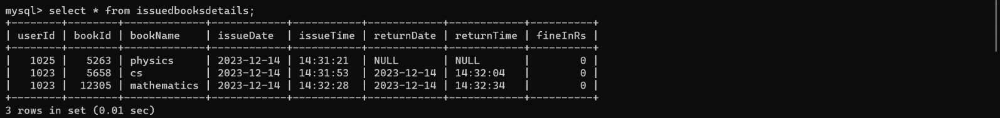 mysql> select * from issuedbooksdetails;
+--------+--------+-------------+------------+-----------+------------+------------+----------+
| userId | bookId | bookName    | issueDate  | issueTime | returnDate | returnTime | fineInRs |
+--------+--------+-------------+------------+-----------+------------+------------+----------+
|   1025 |   5263 | physics     | 2023-12-14 | 14:31:21  | NULL       | NULL       |        0 |
|   1023 |   5658 | cs          | 2023-12-14 | 14:31:53  | 2023-12-14 | 14:32:04   |        0 |
|   1023 |  12305 | mathematics | 2023-12-14 | 14:32:28  | 2023-12-14 | 14:32:34   |        0 |
+--------+--------+-------------+------------+-----------+------------+------------+----------+
3 rows in set (0.01 sec)